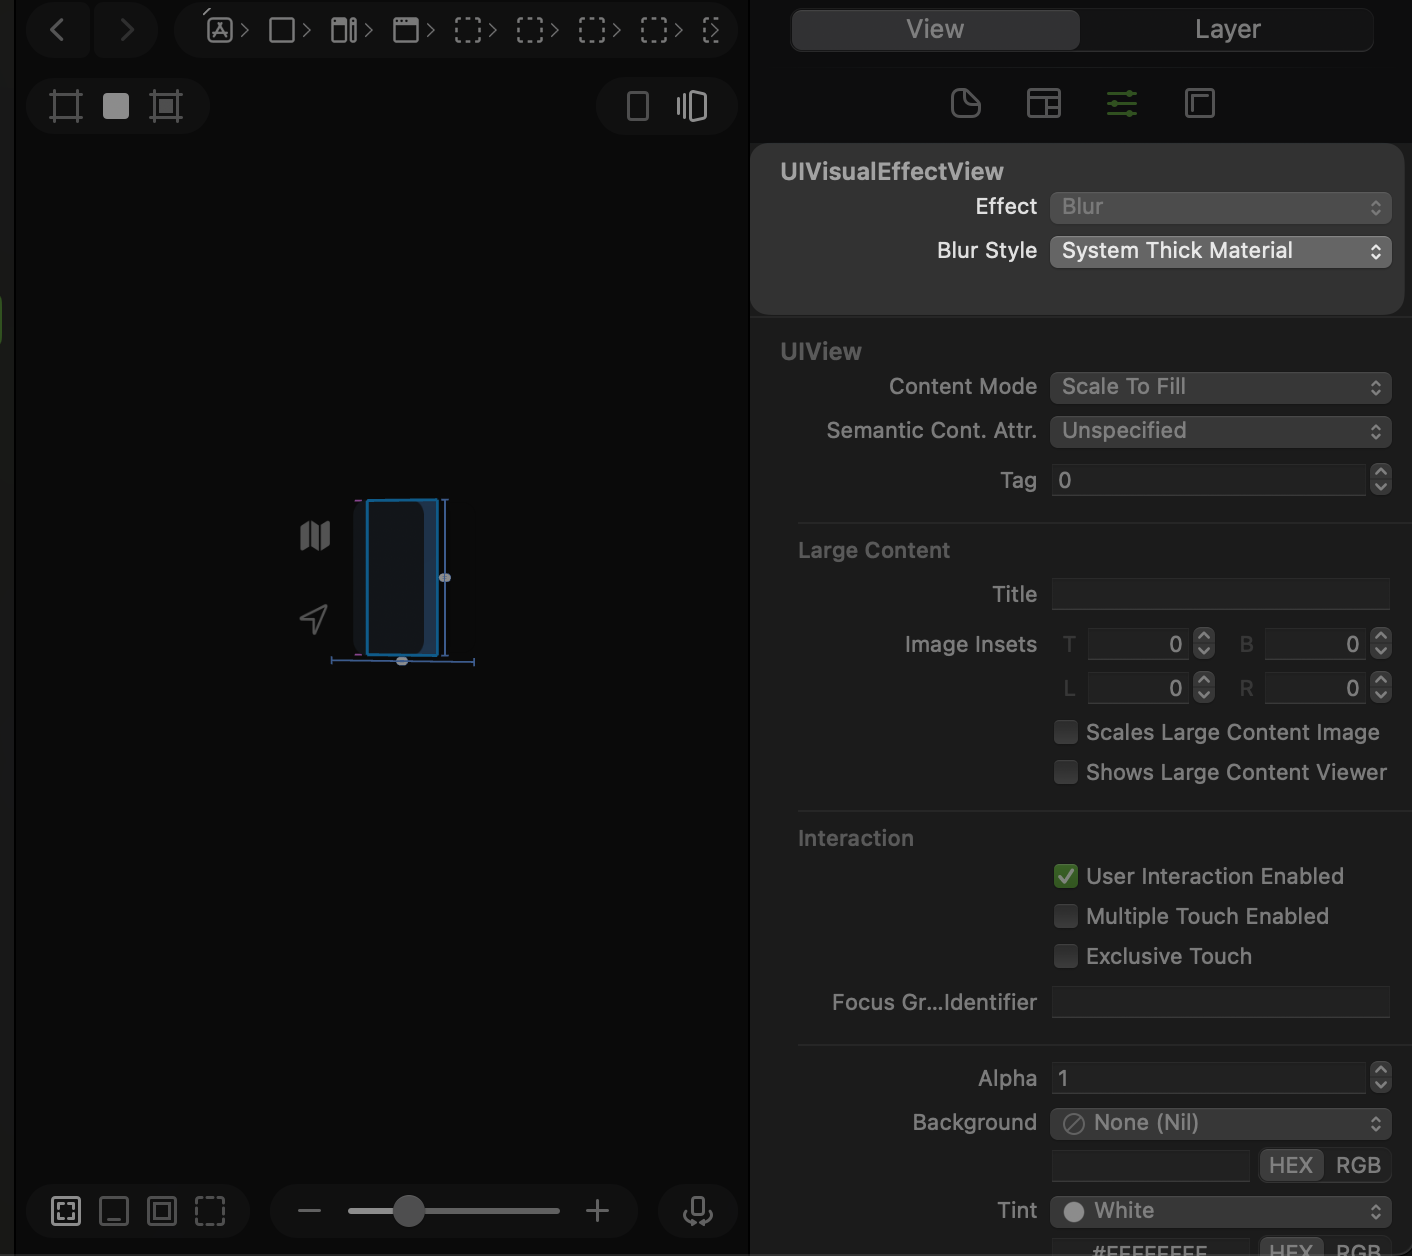 View
Layer
UIVisualEffectView
Effect
Blur
Blur Style
System Thick Material
UIView
Content Mode
Scale To Fill
Semantic Cont. Attr.
Unspecified
Tag
0
Large Content
Title
Image Insets
T
0
B
0
L
0
R
0
Scales Large Content Image
Shows Large Content Viewer
Interaction
User Interaction Enabled
Multiple Touch Enabled
Exclusive Touch
Focus Gr...Identifier
Alpha
1
Background
None (Nil)
HEX
RGB
Tint
White
#FFFFFFFF
HEX
RGB